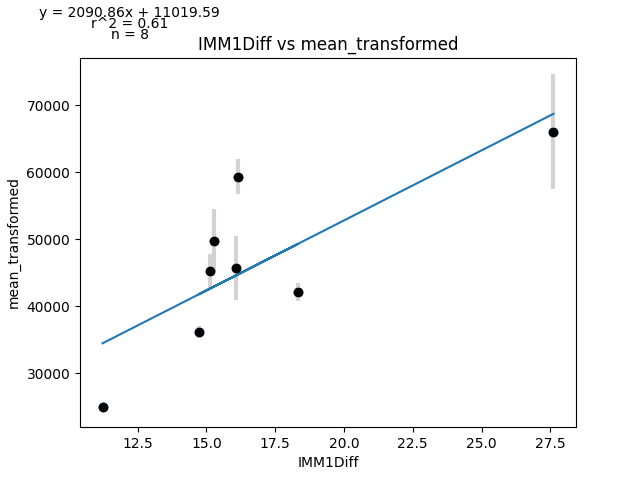 y = 2090.86x + 11019.59
r^2 = 0.61
n = 8
IMM1Diff vs mean_transformed
70000
60000
50000
40000
30000
mean_transformed
12.5 15.0 17.5 20.0 22.5 25.0 27.5
IMM1Diff